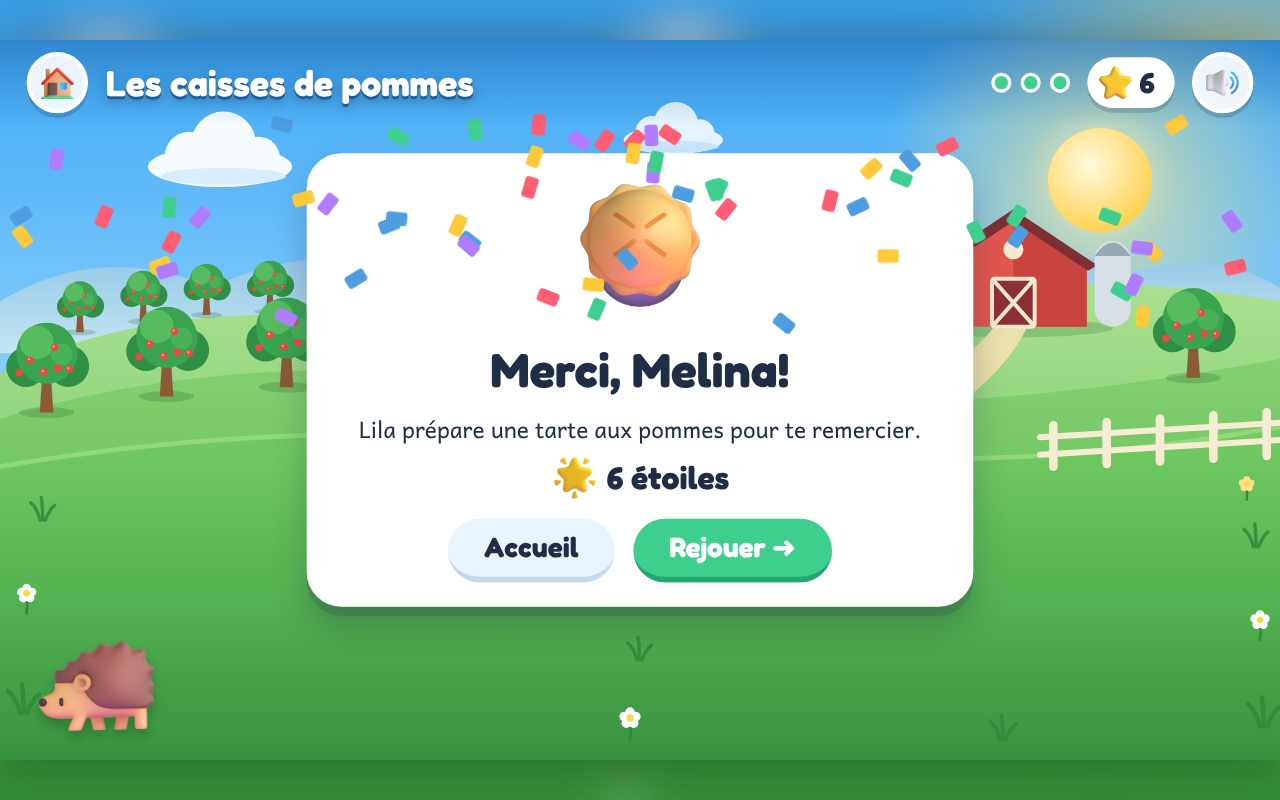 Les caisses de pommes
6
Merci, Melina!
Lila prépare une tarte aux pommes pour te remercier.
6 étoiles
Accueil
Rejouer →